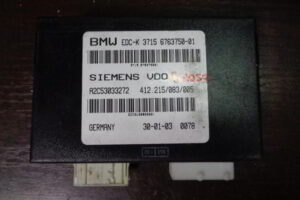 BMW EDC-K 3715 6763750-01
SIEMENS VDO
A2C53033272 412.215/083/005
GERMANY 30-01-03 0078